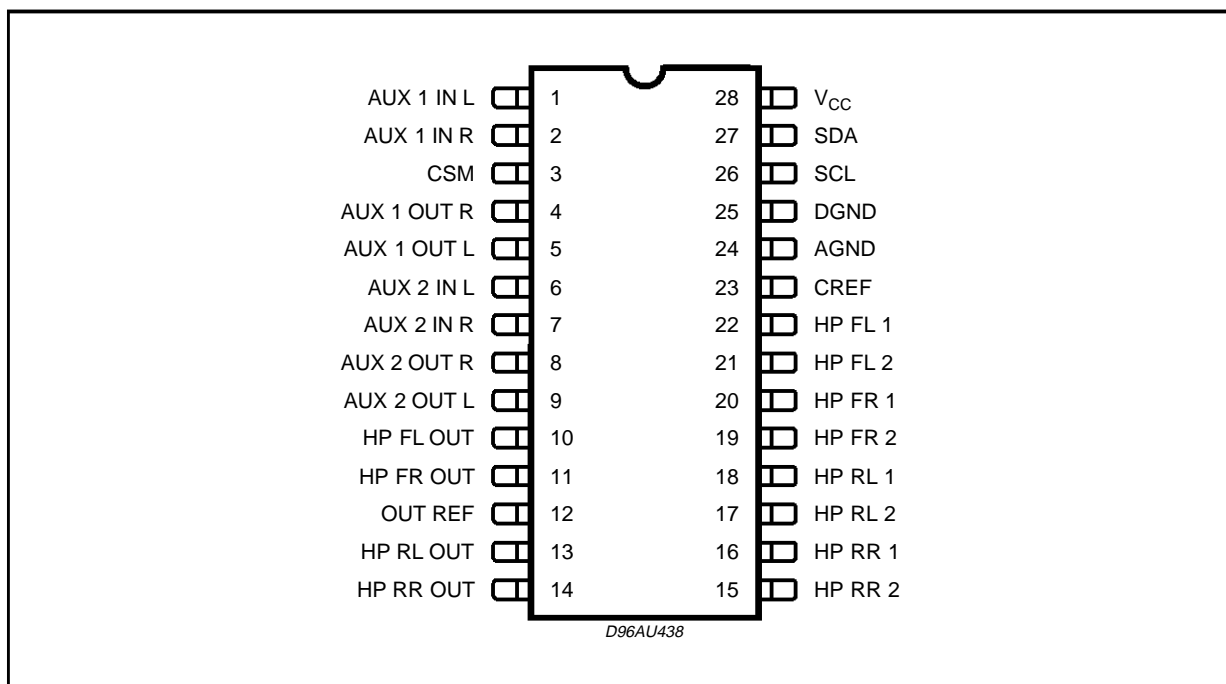 AUX 1 IN L 1 28 VCC
AUX 1 IN R 2 27 SDA
CSM 3 26 SCL
AUX 1 OUT R 4 25 DGND
AUX 1 OUT L 5 24 AGND
AUX 2 IN L 6 23 CREF
AUX 2 IN R 7 22 HP FL 1
AUX 2 OUT R 8 21 HP FL 2
AUX 2 OUT L 9 20 HP FR 1
HP FL OUT 10 19 HP FR 2
HP FR OUT 11 18 HP RL 1
OUT REF 12 17 HP RL 2
HP RL OUT 13 16 HP RR 1
HP RR OUT 14 15 HP RR 2
D96AU438